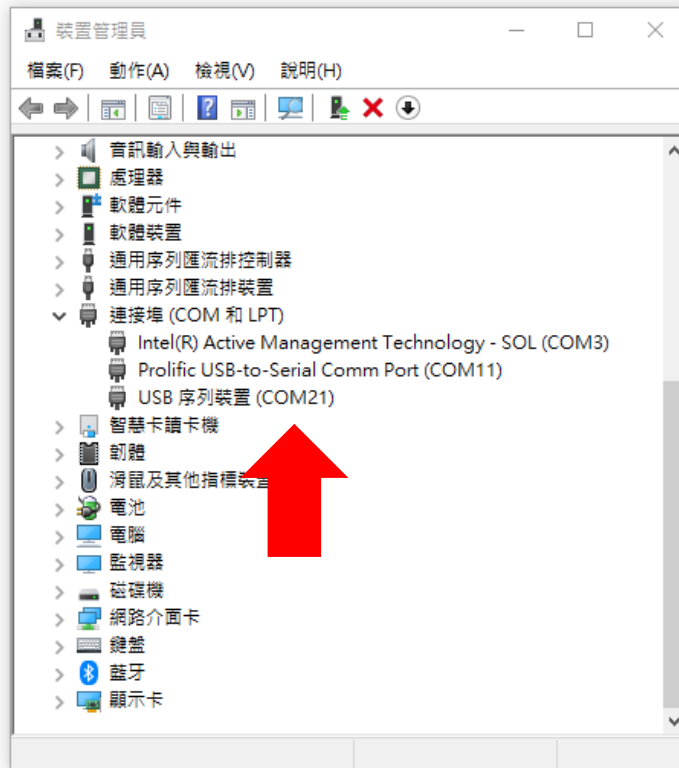 裝置管理員
檔案(F) 動作(A) 檢視(V) 說明(H)
音訊輸入與輸出
處理器
軟體元件
軟體裝置
通用序列匯流排控制器
通用序列匯流排裝置
連接埠 (COM 和 LPT)
Intel(R) Active Management Technology - SOL (COM3)
Prolific USB-to-Serial Comm Port (COM11)
USB 序列裝置 (COM21)
智慧卡讀卡機
韌體
滑鼠及其他指標裝置
電池
電腦
監視器
磁碟機
網路介面卡
鍵盤
藍牙
顯示卡